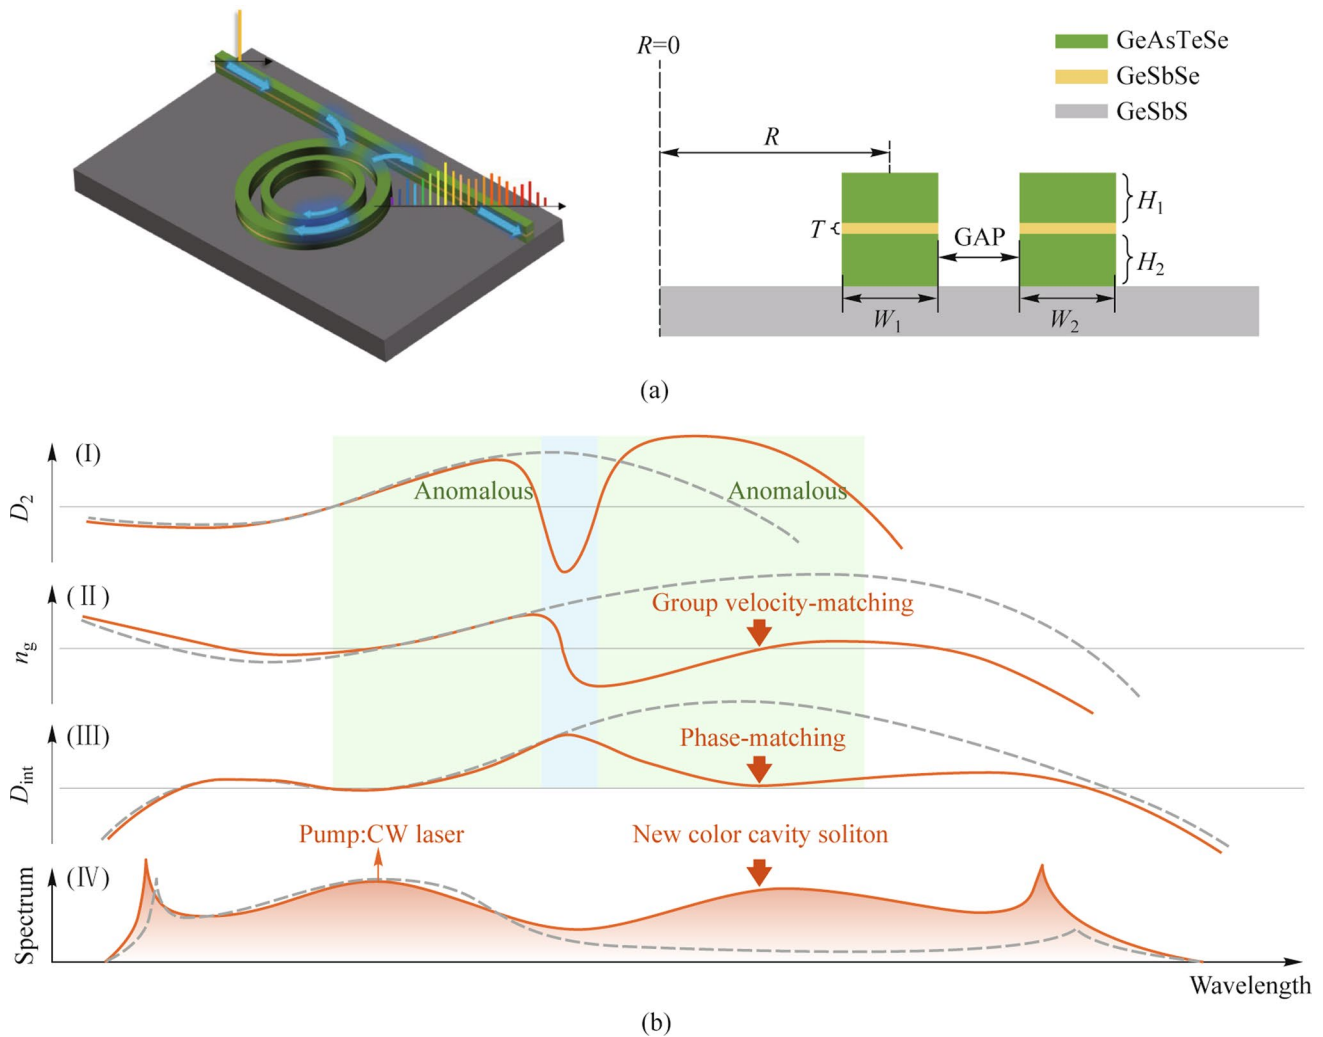 R=0
GeAsTeSe
GeSbSe
GeSbS
R
T
GAP
H1
H2
W1
W2
(a)
(I)
D2
Anomalous
Anomalous
(II)
ng
Group velocity-matching
(III)
Dint
Phase-matching
Pump:CW laser
New color cavity soliton
(IV)
Spectrum
Wavelength
(b)